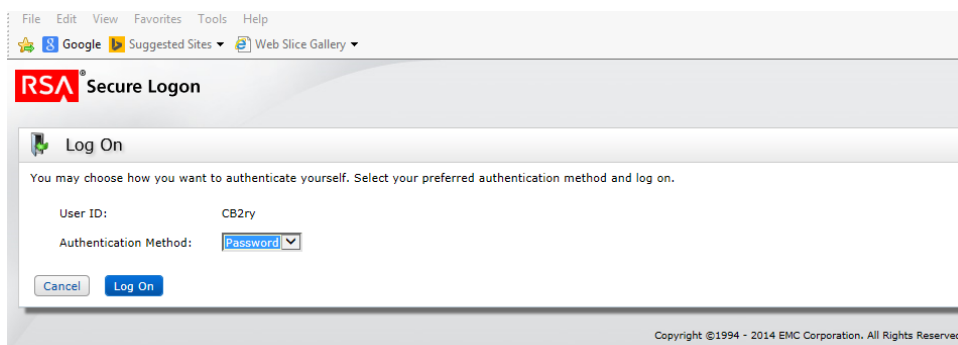 File Edit View Favorites Tools Help
Google Suggested Sites Web Slice Gallery
RSA® Secure Logon
Log On
You may choose how you want to authenticate yourself. Select your preferred authentication method and log on.
User ID: CB2ry
Authentication Method: Password
Cancel Log On
Copyright ©1994 - 2014 EMC Corporation. All Rights Reserved